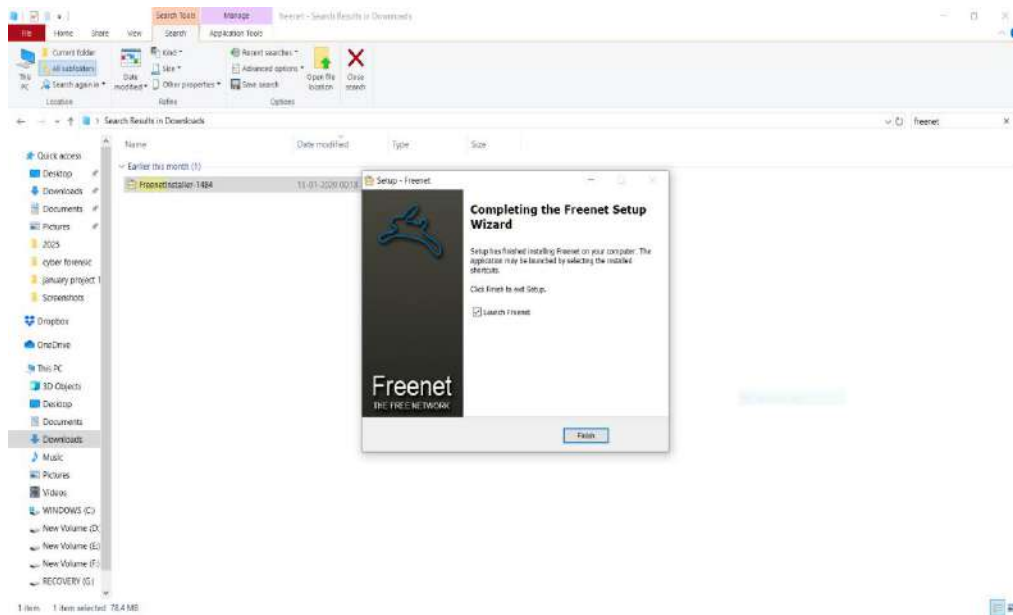 Search Tools Manage freenet - Search Results in Downloads
File Home Share View Search Application Tools
Current folder
All subfolders
Search again in
This PC
Date modified
Kind
Size
Other properties
Recent searches
Advanced options
Save search
Open file location
Close search
Location Refine Options
Search Results in Downloads
freenet
Name Date modified Type Size
Earlier this month (1)
FreenetInstaller-1484
Quick access
Desktop
Downloads
Documents
Pictures
2025
cyber forensic
january project 1
Screenshots
Dropbox
OneDrive
This PC
3D Objects
Desktop
Documents
Downloads
Music
Pictures
Videos
WINDOWS (C:)
New Volume (D:
New Volume (E:)
New Volume (F:)
RECOVERY (G:)
1 item 1 item selected 78.4 MB
Setup - Freenet
Completing the Freenet Setup
Wizard
Setup has finished installing Freenet on your computer. The
application may be launched by selecting the installed
shortcuts.
Click Finish to exit Setup.
Launch Freenet
Freenet
THE FREE NETWORK
Finish